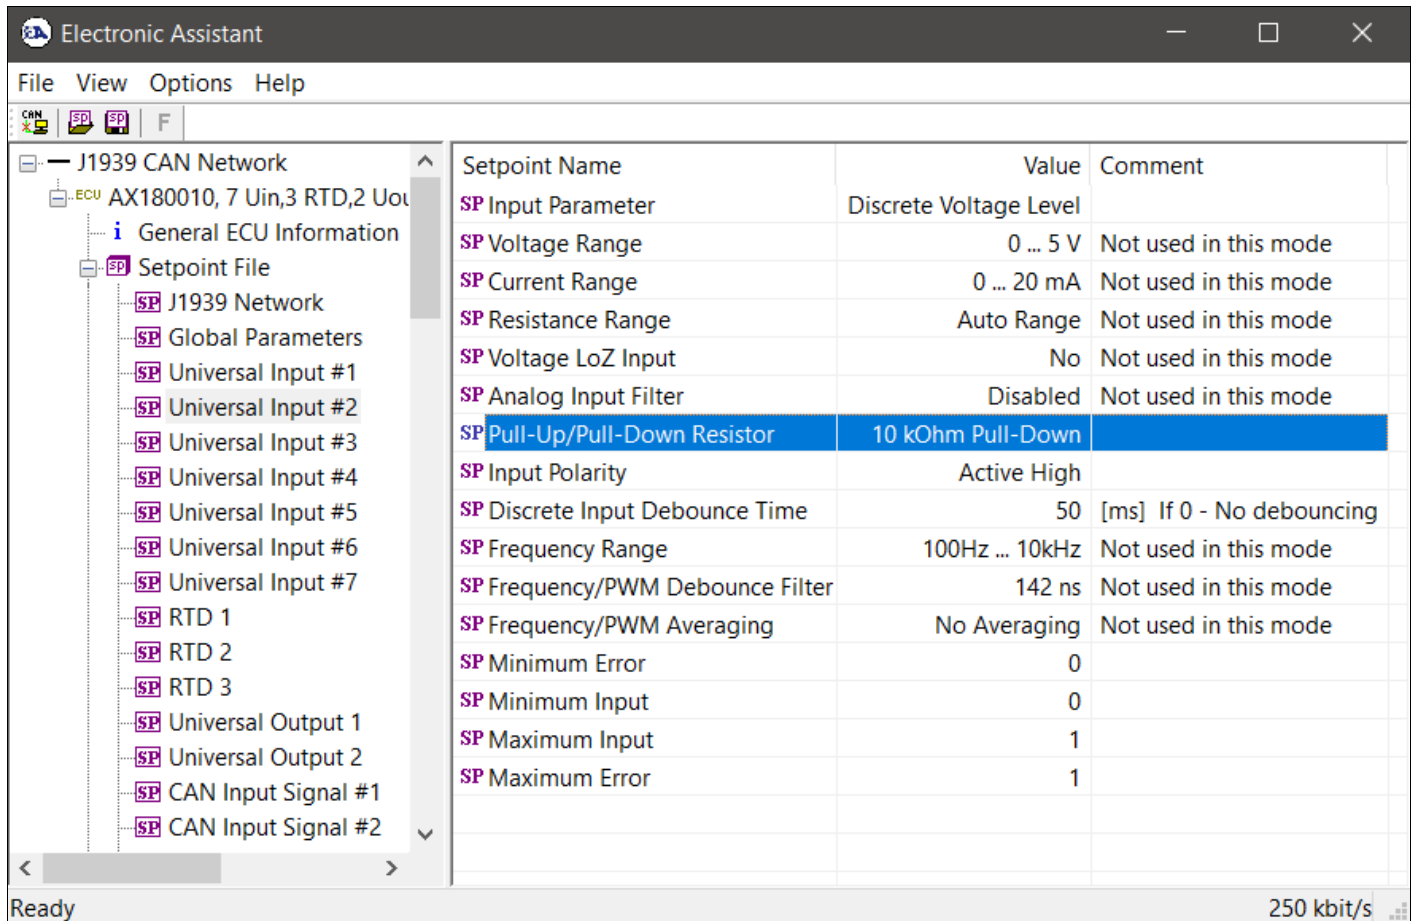 Electronic Assistant
File View Options Help
CAN SP SP F
J1939 CAN Network
ECU AX180010, 7 Uin,3 RTD,2 Uou
i General ECU Information
SP Setpoint File
SP J1939 Network
SP Global Parameters
SP Universal Input #1
SP Universal Input #2
SP Universal Input #3
SP Universal Input #4
SP Universal Input #5
SP Universal Input #6
SP Universal Input #7
SP RTD 1
SP RTD 2
SP RTD 3
SP Universal Output 1
SP Universal Output 2
SP CAN Input Signal #1
SP CAN Input Signal #2
Setpoint Name Value Comment
SP Input Parameter Discrete Voltage Level
SP Voltage Range 0 ... 5 V Not used in this mode
SP Current Range 0 ... 20 mA Not used in this mode
SP Resistance Range Auto Range Not used in this mode
SP Voltage LoZ Input No Not used in this mode
SP Analog Input Filter Disabled Not used in this mode
SP Pull-Up/Pull-Down Resistor 10 kOhm Pull-Down
SP Input Polarity Active High
SP Discrete Input Debounce Time 50 [ms] If 0 - No debouncing
SP Frequency Range 100Hz ... 10kHz Not used in this mode
SP Frequency/PWM Debounce Filter 142 ns Not used in this mode
SP Frequency/PWM Averaging No Averaging Not used in this mode
SP Minimum Error 0
SP Minimum Input 0
SP Maximum Input 1
SP Maximum Error 1
Ready 250 kbit/s